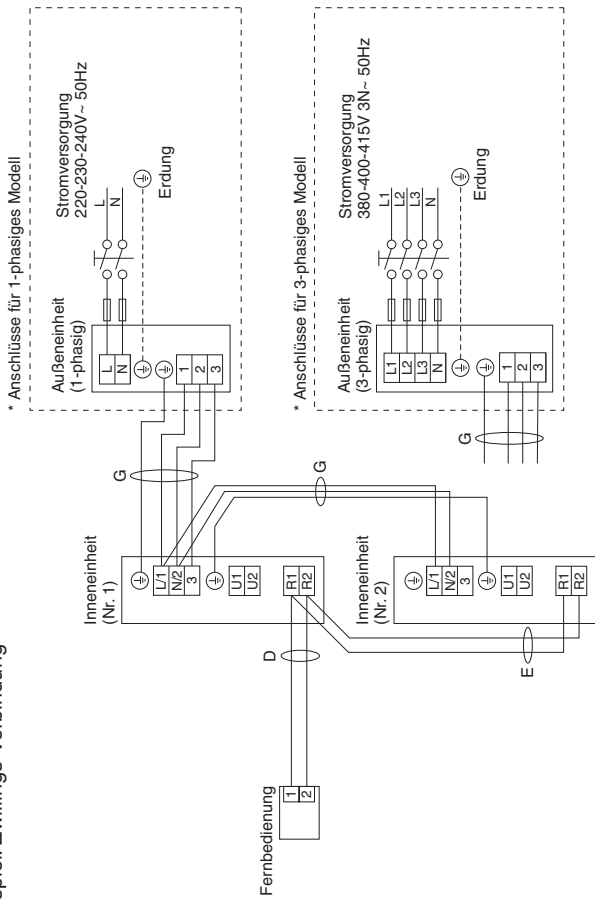 Zwillings-Verbindung
Fernbedienung
1
2
D
E
Inneneinheit
(Nr. 1)
L/1
N/2
3
U1
U2
R1
R2
Inneneinheit
(Nr. 2)
L/1
N/2
3
U1
U2
R1
R2
G
G
* Anschlüsse für 1-phasiges Modell
Außeneinheit
(1-phasig)
L
N
1
2
3
L
N
Stromversorgung
220-230-240V~ 50Hz
Erdung
* Anschlüsse für 3-phasiges Modell
Außeneinheit
(3-phasig)
L1
L2
L3
N
1
2
3
G
L1
L2
L3
N
Stromversorgung
380-400-415V 3N~ 50Hz
Erdung